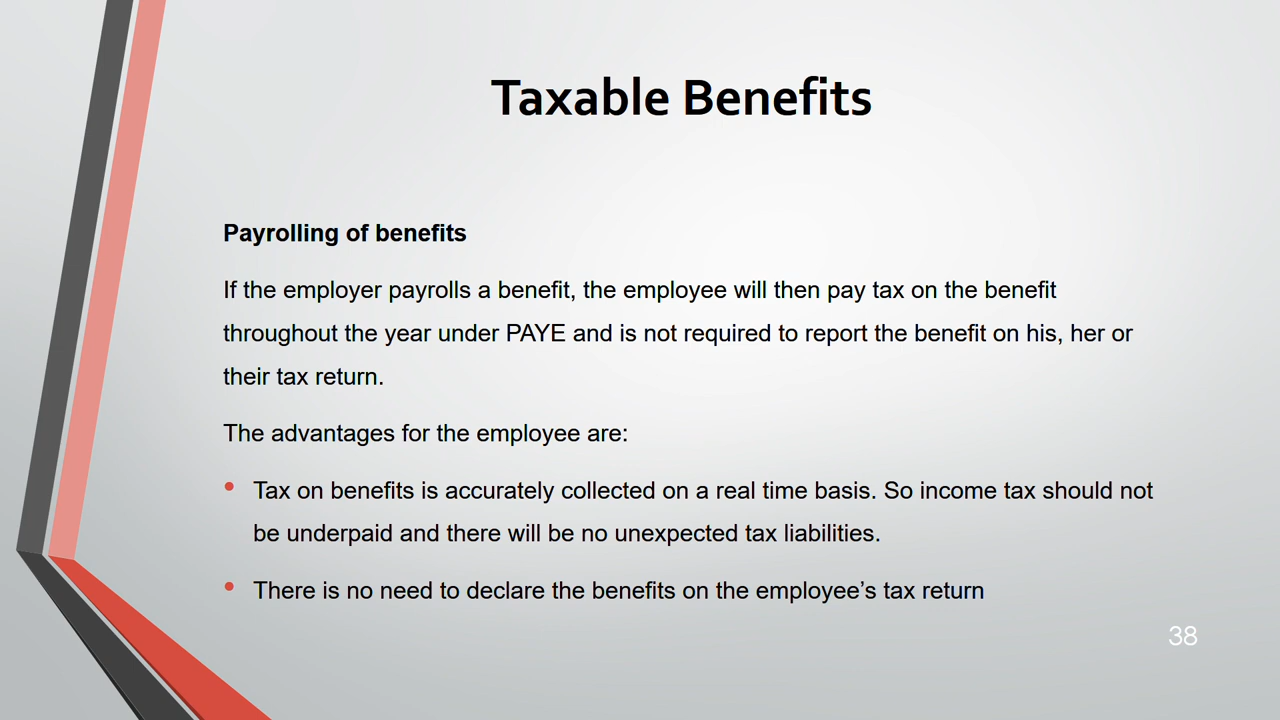 Taxable Benefits
Payrolling of benefits
If the employer payrolls a benefit, the employee will then pay tax on the benefit
throughout the year under PAYE and is not required to report the benefit on his, her or
their tax return.
The advantages for the employee are:
• Tax on benefits is accurately collected on a real time basis. So income tax should not
be underpaid and there will be no unexpected tax liabilities.
• There is no need to declare the benefits on the employee’s tax return
38